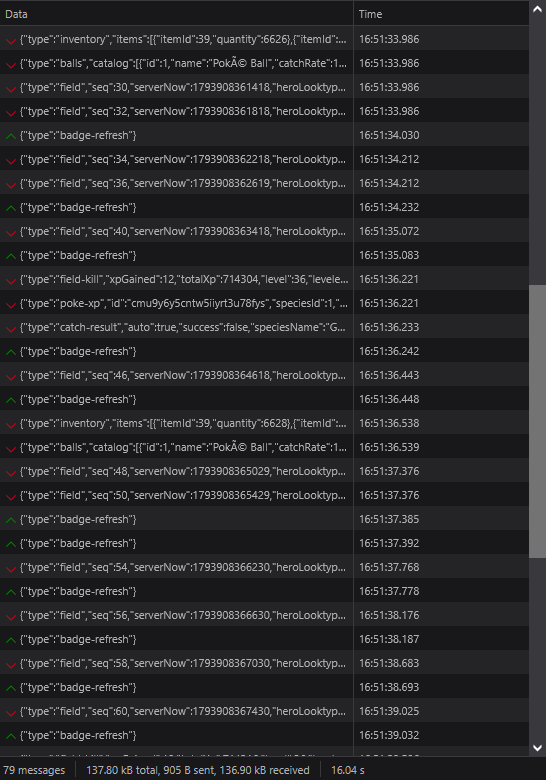 Data Time
{"type":"inventory","items":[{"itemId":39,"quantity":6626},{"itemId":... 16:51:33.986
{"type":"balls","catalog":[{"id":1,"name":"PokÃ© Ball","catchRate":1... 16:51:33.986
{"type":"field","seq":30,"serverNow":1793908361418,"heroLooktyp... 16:51:33.986
{"type":"field","seq":32,"serverNow":1793908361818,"heroLooktyp... 16:51:33.986
{"type":"badge-refresh"} 16:51:34.030
{"type":"field","seq":34,"serverNow":1793908362218,"heroLooktyp... 16:51:34.212
{"type":"field","seq":36,"serverNow":1793908362619,"heroLooktyp... 16:51:34.212
{"type":"badge-refresh"} 16:51:34.232
{"type":"field","seq":40,"serverNow":1793908363418,"heroLooktyp... 16:51:35.072
{"type":"badge-refresh"} 16:51:35.083
{"type":"field-kill","xpGained":12,"totalXp":714304,"level":36,"levele... 16:51:36.221
{"type":"poke-xp","id":"cmu9y6y5cntw5iiyrt3u78fys","speciesId":1,"... 16:51:36.221
{"type":"catch-result","auto":true,"success":false,"speciesName":"G... 16:51:36.233
{"type":"badge-refresh"} 16:51:36.242
{"type":"field","seq":46,"serverNow":1793908364618,"heroLooktyp... 16:51:36.443
{"type":"badge-refresh"} 16:51:36.448
{"type":"inventory","items":[{"itemId":39,"quantity":6628},{"itemId":... 16:51:36.538
{"type":"balls","catalog":[{"id":1,"name":"PokÃ© Ball","catchRate":1... 16:51:36.539
{"type":"field","seq":48,"serverNow":1793908365029,"heroLooktyp... 16:51:37.376
{"type":"field","seq":50,"serverNow":1793908365429,"heroLooktyp... 16:51:37.376
{"type":"badge-refresh"} 16:51:37.385
{"type":"badge-refresh"} 16:51:37.392
{"type":"field","seq":54,"serverNow":1793908366230,"heroLooktyp... 16:51:37.768
{"type":"badge-refresh"} 16:51:37.778
{"type":"field","seq":56,"serverNow":1793908366630,"heroLooktyp... 16:51:38.176
{"type":"badge-refresh"} 16:51:38.187
{"type":"field","seq":58,"serverNow":1793908367030,"heroLooktyp... 16:51:38.683
{"type":"badge-refresh"} 16:51:38.693
{"type":"field","seq":60,"serverNow":1793908367430,"heroLooktyp... 16:51:39.025
{"type":"badge-refresh"} 16:51:39.032
79 messages 137.80 kB total, 905 B sent, 136.90 kB received 16.04 s